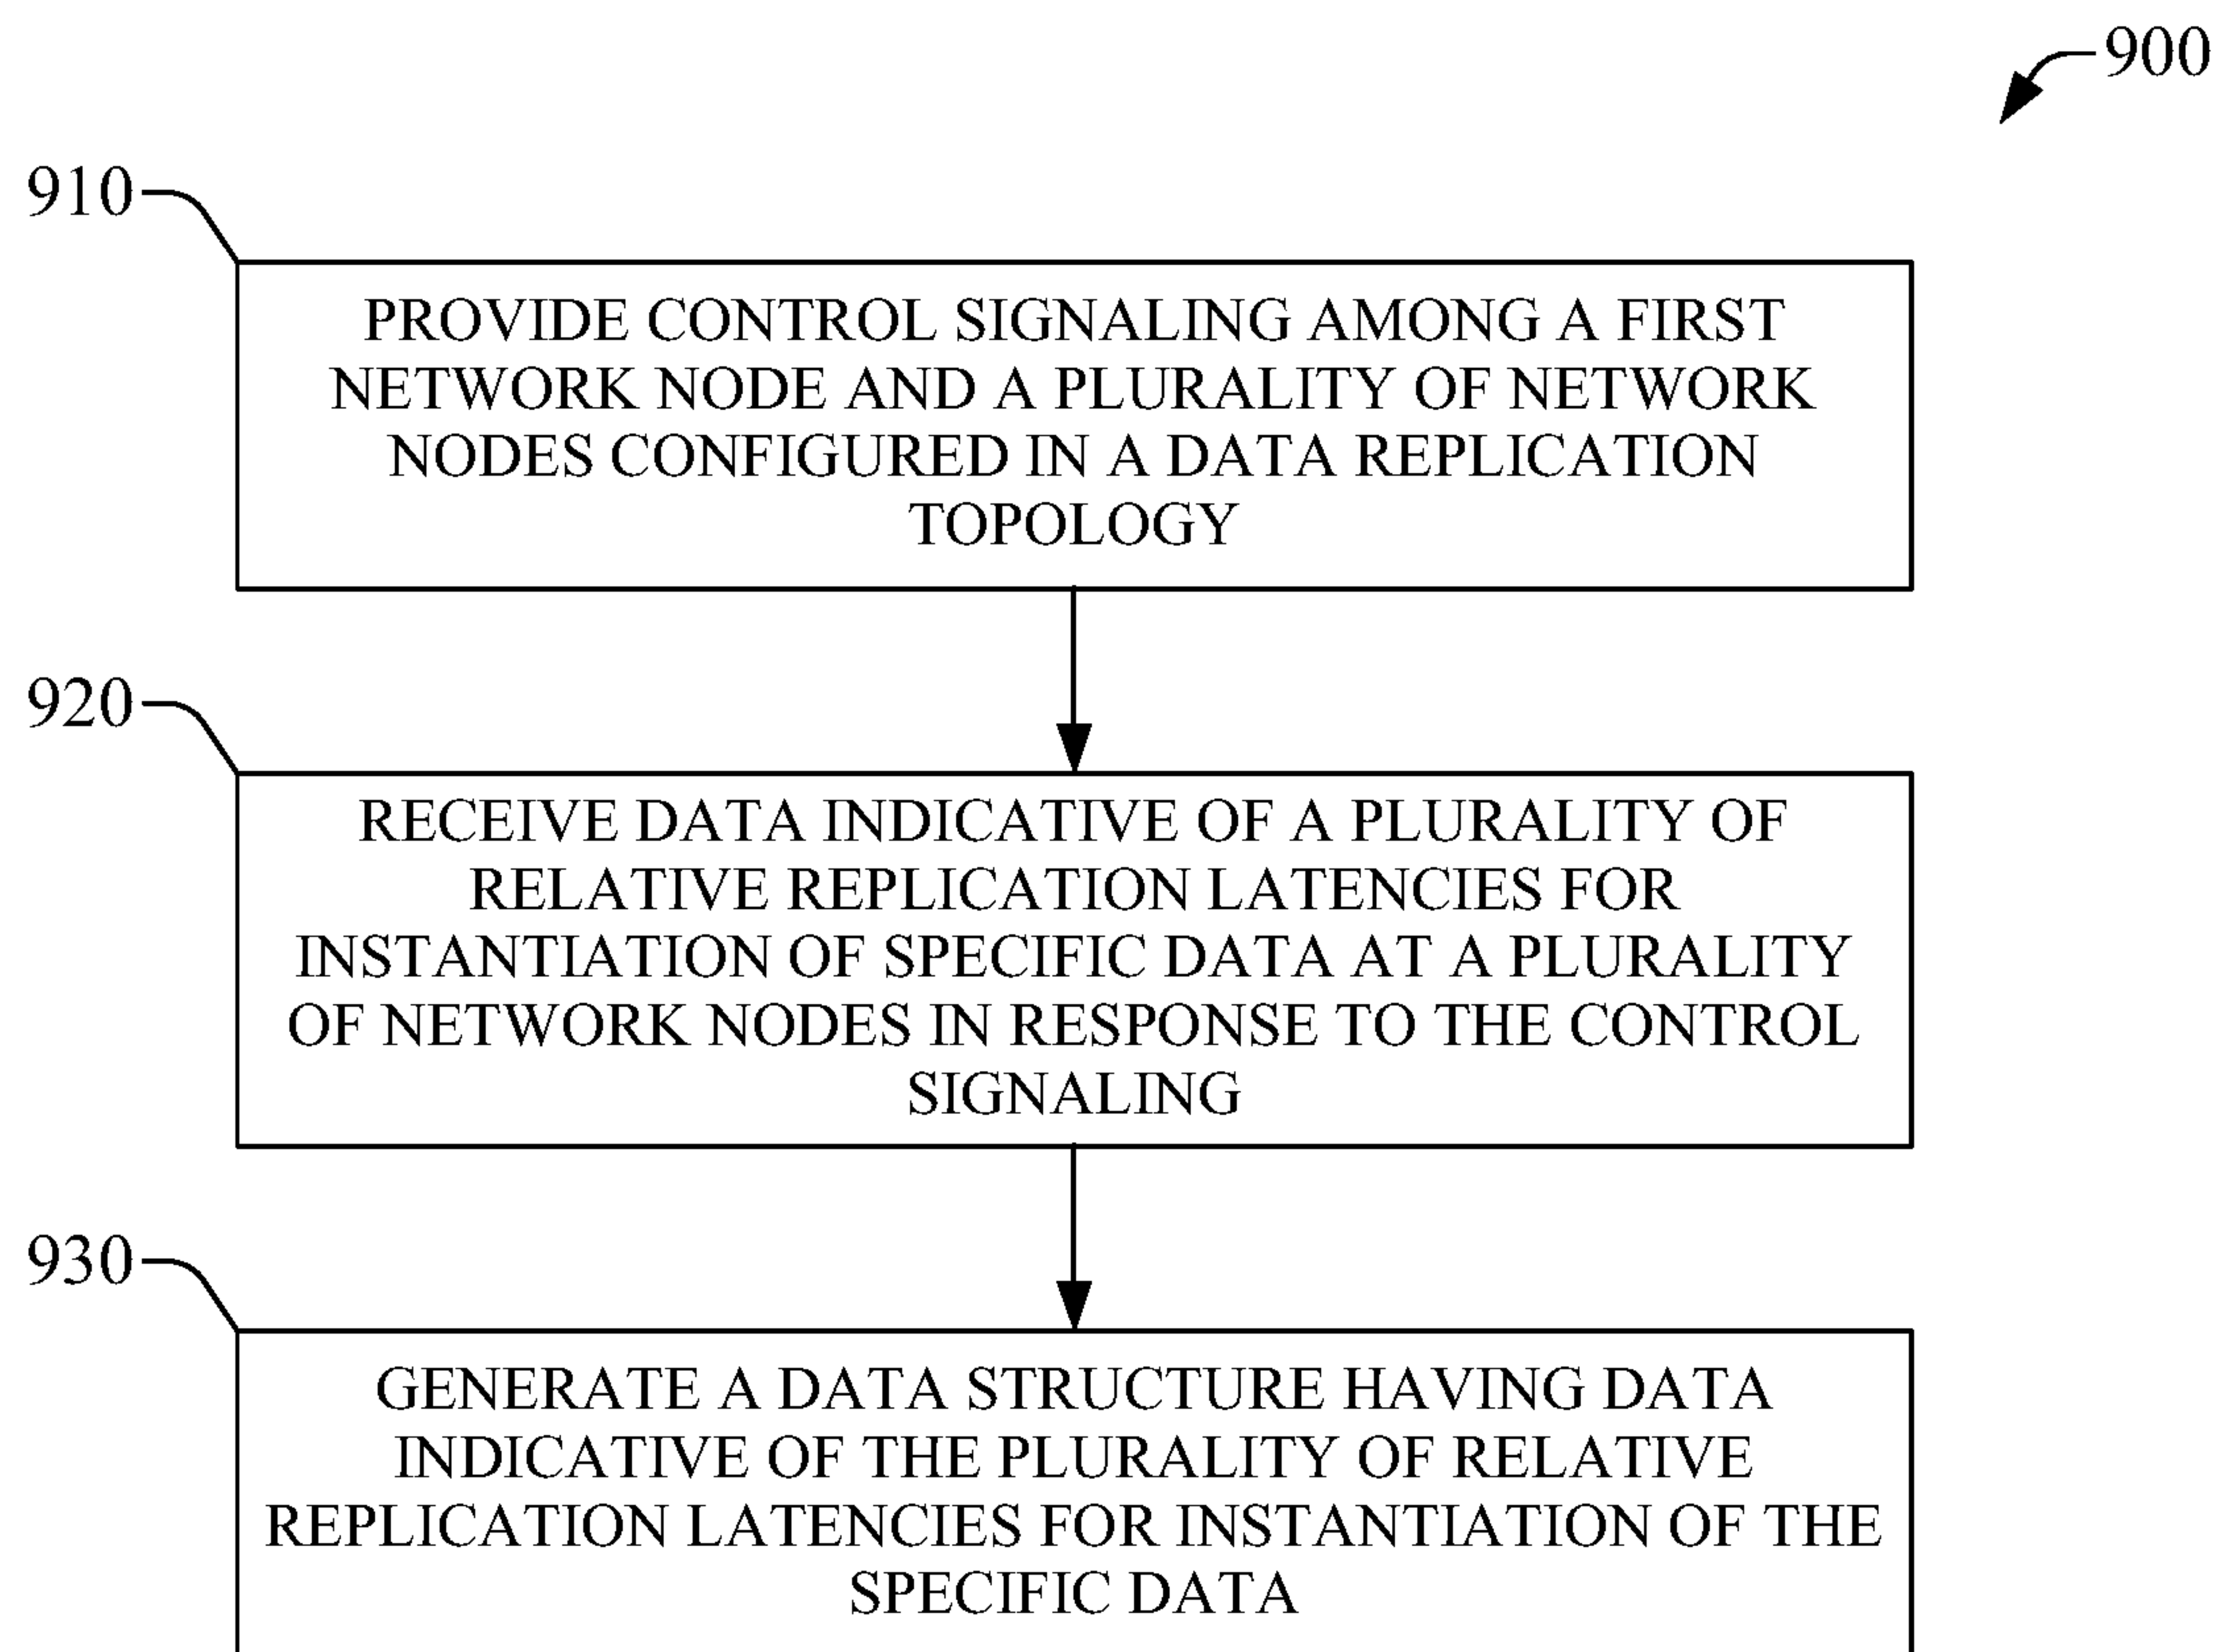 900
910
PROVIDE CONTROL SIGNALING AMONG A FIRST
NETWORK NODE AND A PLURALITY OF NETWORK
NODES CONFIGURED IN A DATA REPLICATION
TOPOLOGY
920
RECEIVE DATA INDICATIVE OF A PLURALITY OF
RELATIVE REPLICATION LATENCIES FOR
INSTANTIATION OF SPECIFIC DATA AT A PLURALITY
OF NETWORK NODES IN RESPONSE TO THE CONTROL
SIGNALING
930
GENERATE A DATA STRUCTURE HAVING DATA
INDICATIVE OF THE PLURALITY OF RELATIVE
REPLICATION LATENCIES FOR INSTANTIATION OF THE
SPECIFIC DATA